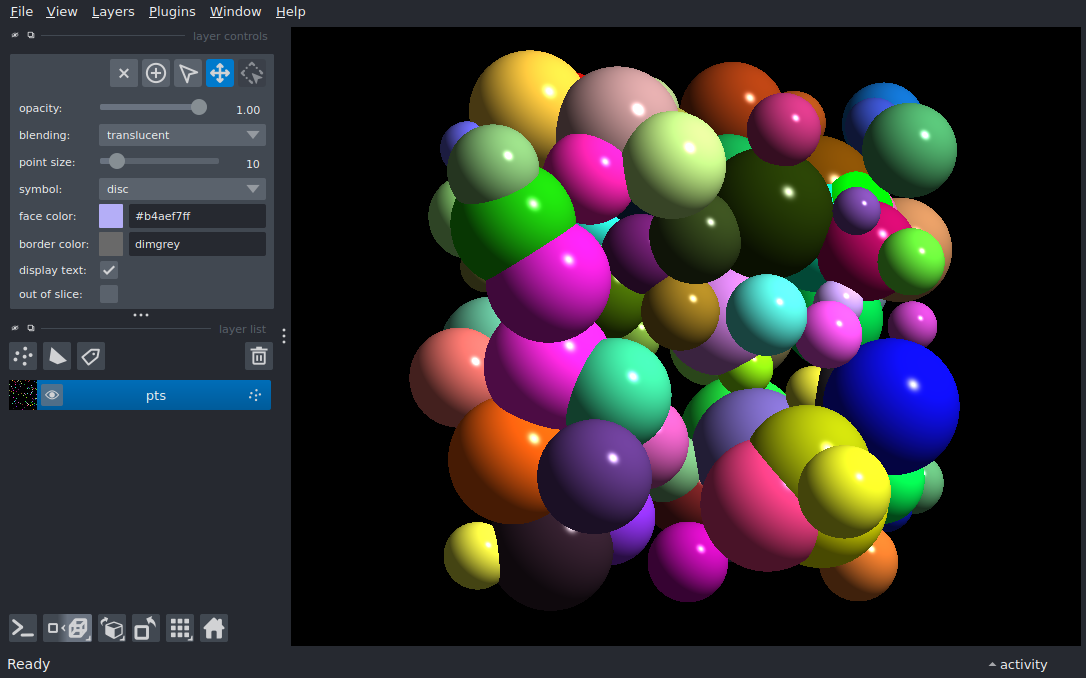 File View Layers Plugins Window Help
layer controls
opacity: 1.00
blending: translucent
point size: 10
symbol: disc
face color: #b4aef7ff
border color: dimgrey
display text:
out of slice:
layer list
pts
Ready
activity